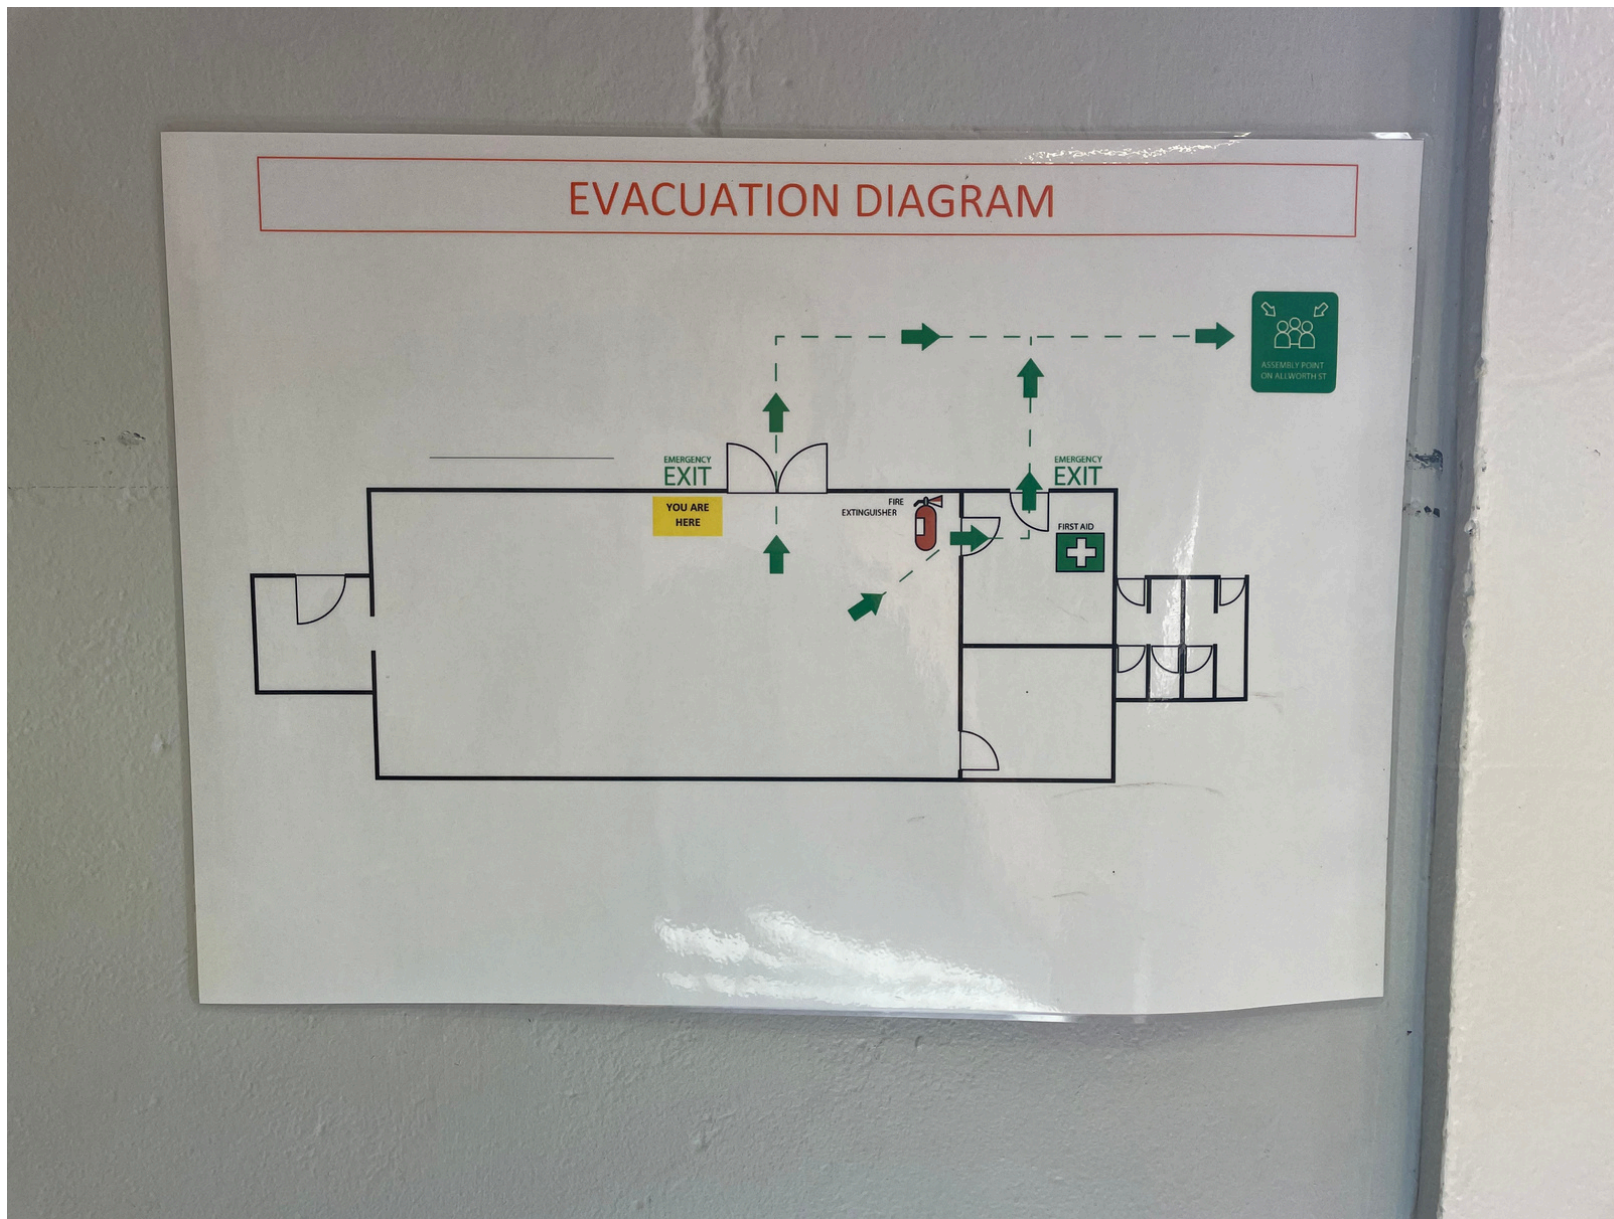 EVACUATION DIAGRAM
ASSEMBLY POINT
ON ALLWORTH ST
EMERGENCY
EXIT
EMERGENCY
EXIT
YOU ARE
HERE
FIRE
EXTINGUISHER
FIRST AID